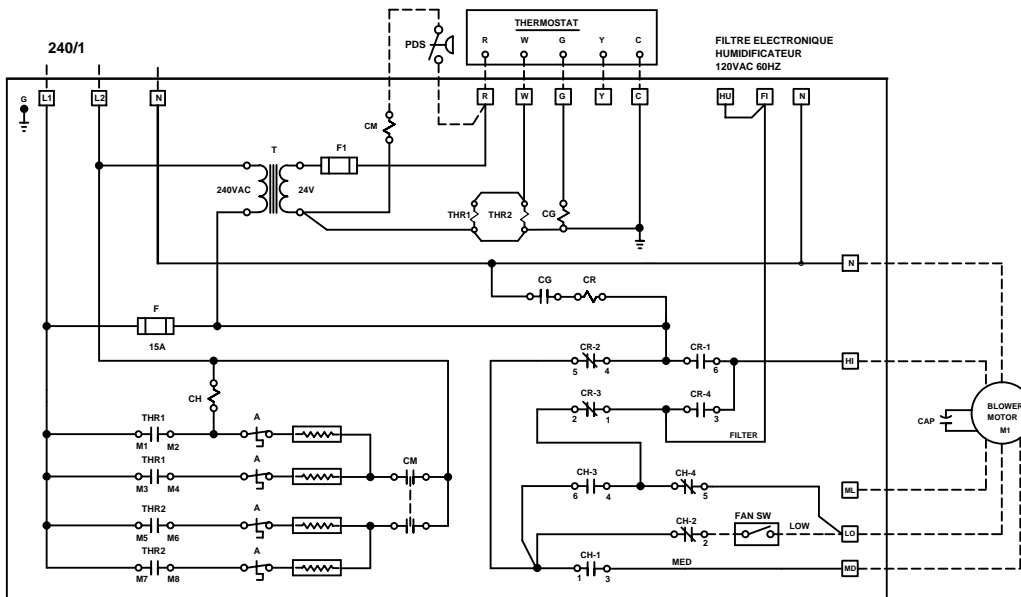 240/1
PDS
THERMOSTAT
R W G Y C
FILTRE ELECTRONIQUE
HUMIDIFICATEUR
120VAC 60HZ
G
L1 L2 N
R W G Y C
HU FI N
CM
T
F1
240VAC
24V
THR1
THR2
CG
N
CG CR
F
15A
CR-2
5 4
CR-1
6
HI
CH
CR-3
2 1
CR-4
3
FILTER
CAP
BLOWER
MOTOR
M1
THR1
M1 M2
A
THR1
M3 M4
A
CM
CH-3
6 4
CH-4
5
ML
THR2
M5 M6
A
CH-2
2
FAN SW
LOW
LO
THR2
M7 M8
A
CH-1
1 3
MED
MD